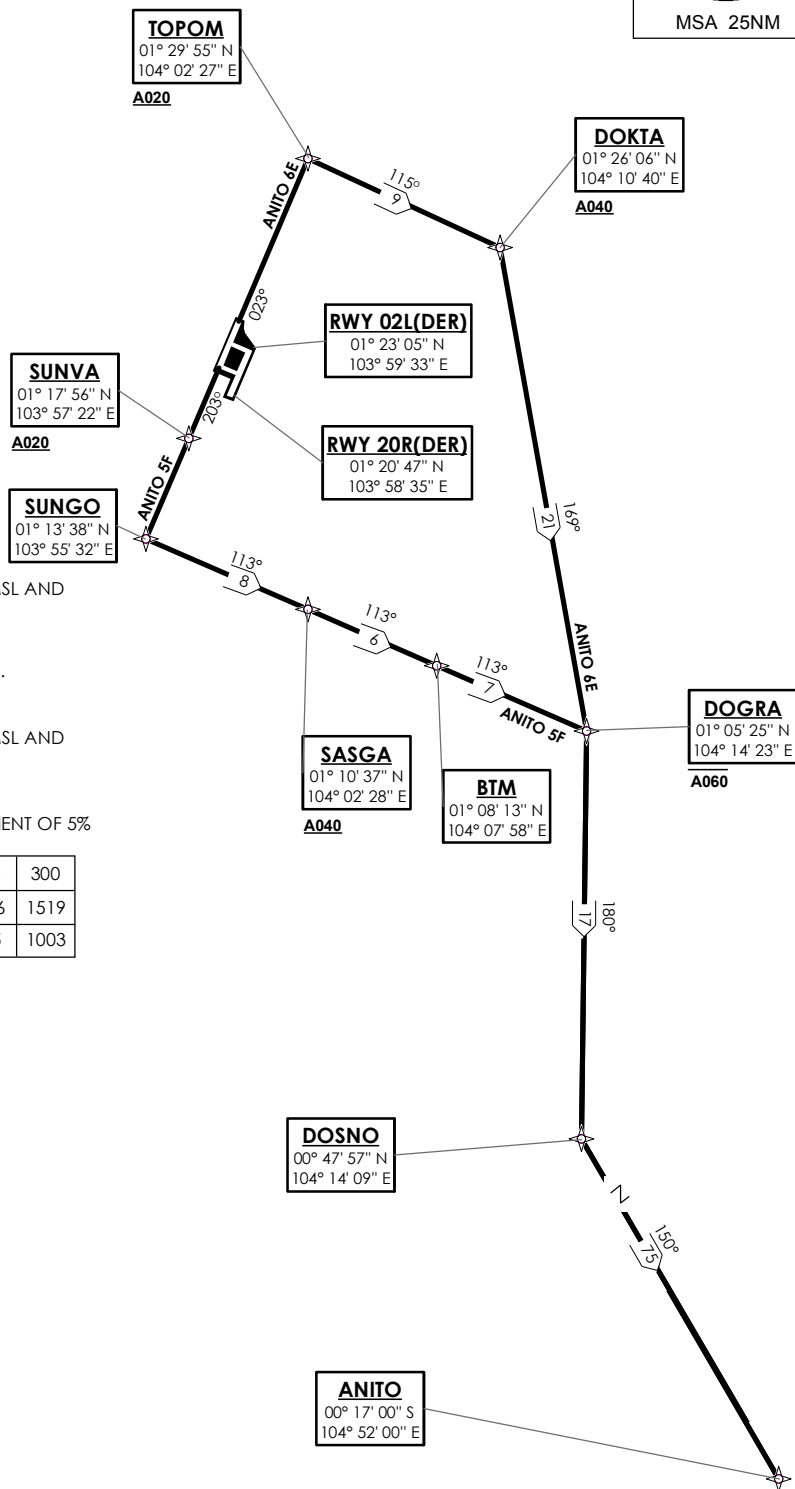 MSA 25NM
TOPOM
01° 29' 55" N
104° 02' 27" E
A020
DOKTA
01° 26' 06" N
104° 10' 40" E
A040
115°
9
ANITO 6E
023°
RWY 02L(DER)
01° 23' 05" N
103° 59' 33" E
SUNVA
01° 17' 56" N
103° 57' 22" E
A020
203°
RWY 20R(DER)
01° 20' 47" N
103° 58' 35" E
ANITO 5F
SUNGO
01° 13' 38" N
103° 55' 32" E
169°
21
113°
8
MSL AND
113°
6
ANITO 6E
113°
7
ANITO 5F
.
DOGRA
01° 05' 25" N
104° 14' 23" E
A060
MSL AND
SASGA
01° 10' 37" N
104° 02' 28" E
A040
BTM
01° 08' 13" N
104° 07' 58" E
OF 5%
300
1519
1003
180°
17
DOSNO
00° 47' 57" N
104° 14' 09" E
150°
75
ANITO
00° 17' 00" S
104° 52' 00" E